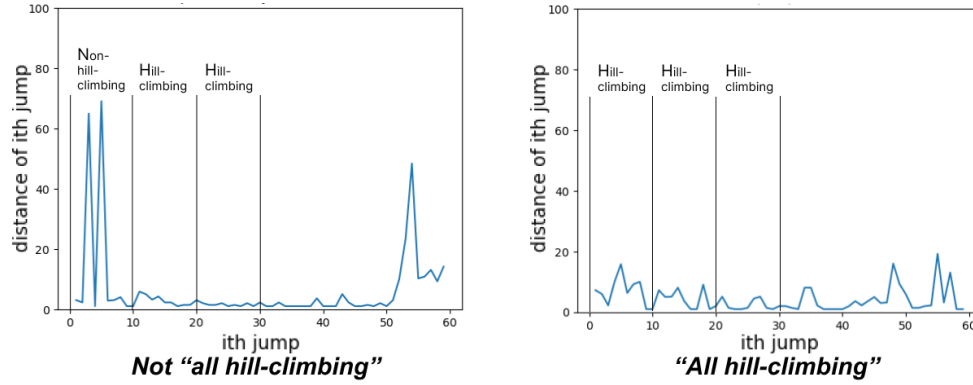 100
80
60
40
20
0
distance of ith jump
Non-
hill-
climbing
Hill-
climbing
Hill-
climbing
0 10 20 30 40 50 60
ith jump
Not “all hill-climbing”
100
80
60
40
20
0
distance of ith jump
Hill-
climbing
Hill-
climbing
Hill-
climbing
0 10 20 30 40 50 60
ith jump
“All hill-climbing”